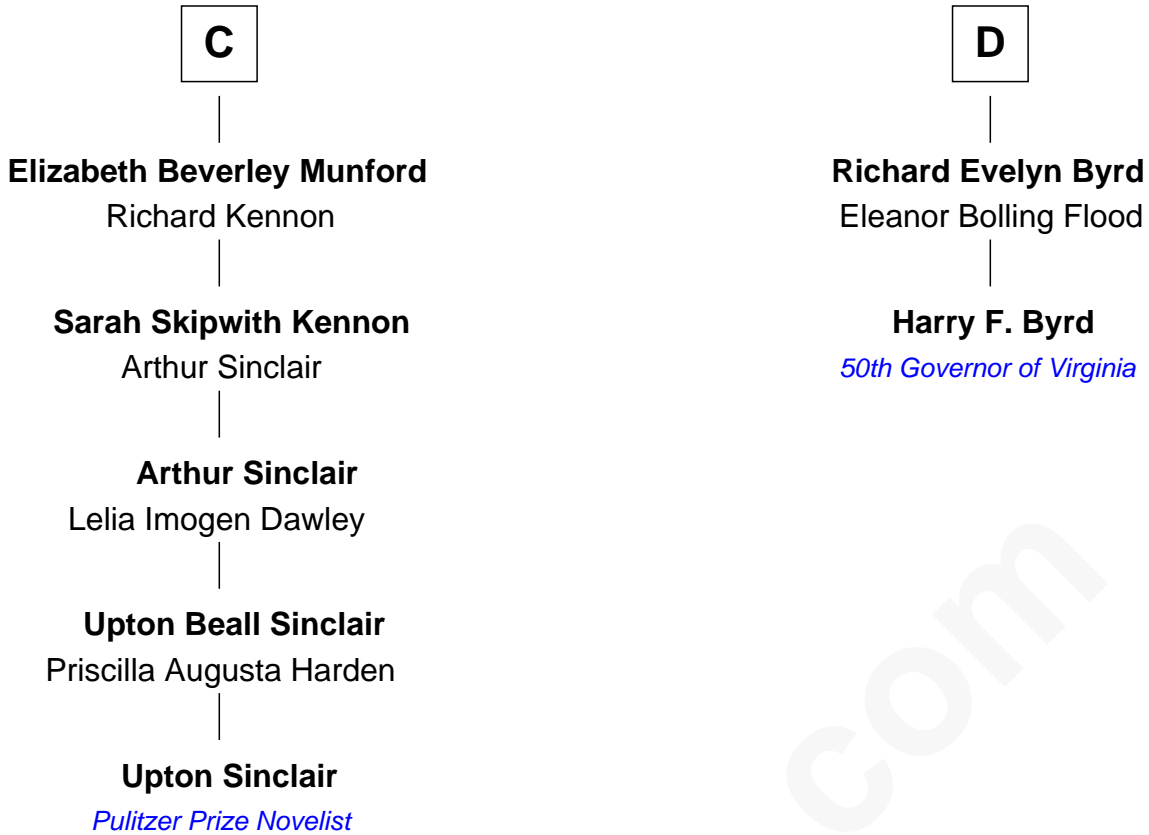 C
Elizabeth Beverley Munford
Richard Kennon
Sarah Skipwith Kennon
Arthur Sinclair
Arthur Sinclair
Lelia Imogen Dawley
Upton Beall Sinclair
Priscilla Augusta Harden
Upton Sinclair
Pulitzer Prize Novelist
D
Richard Evelyn Byrd
Eleanor Bolling Flood
Harry F. Byrd
50th Governor of Virginia
com